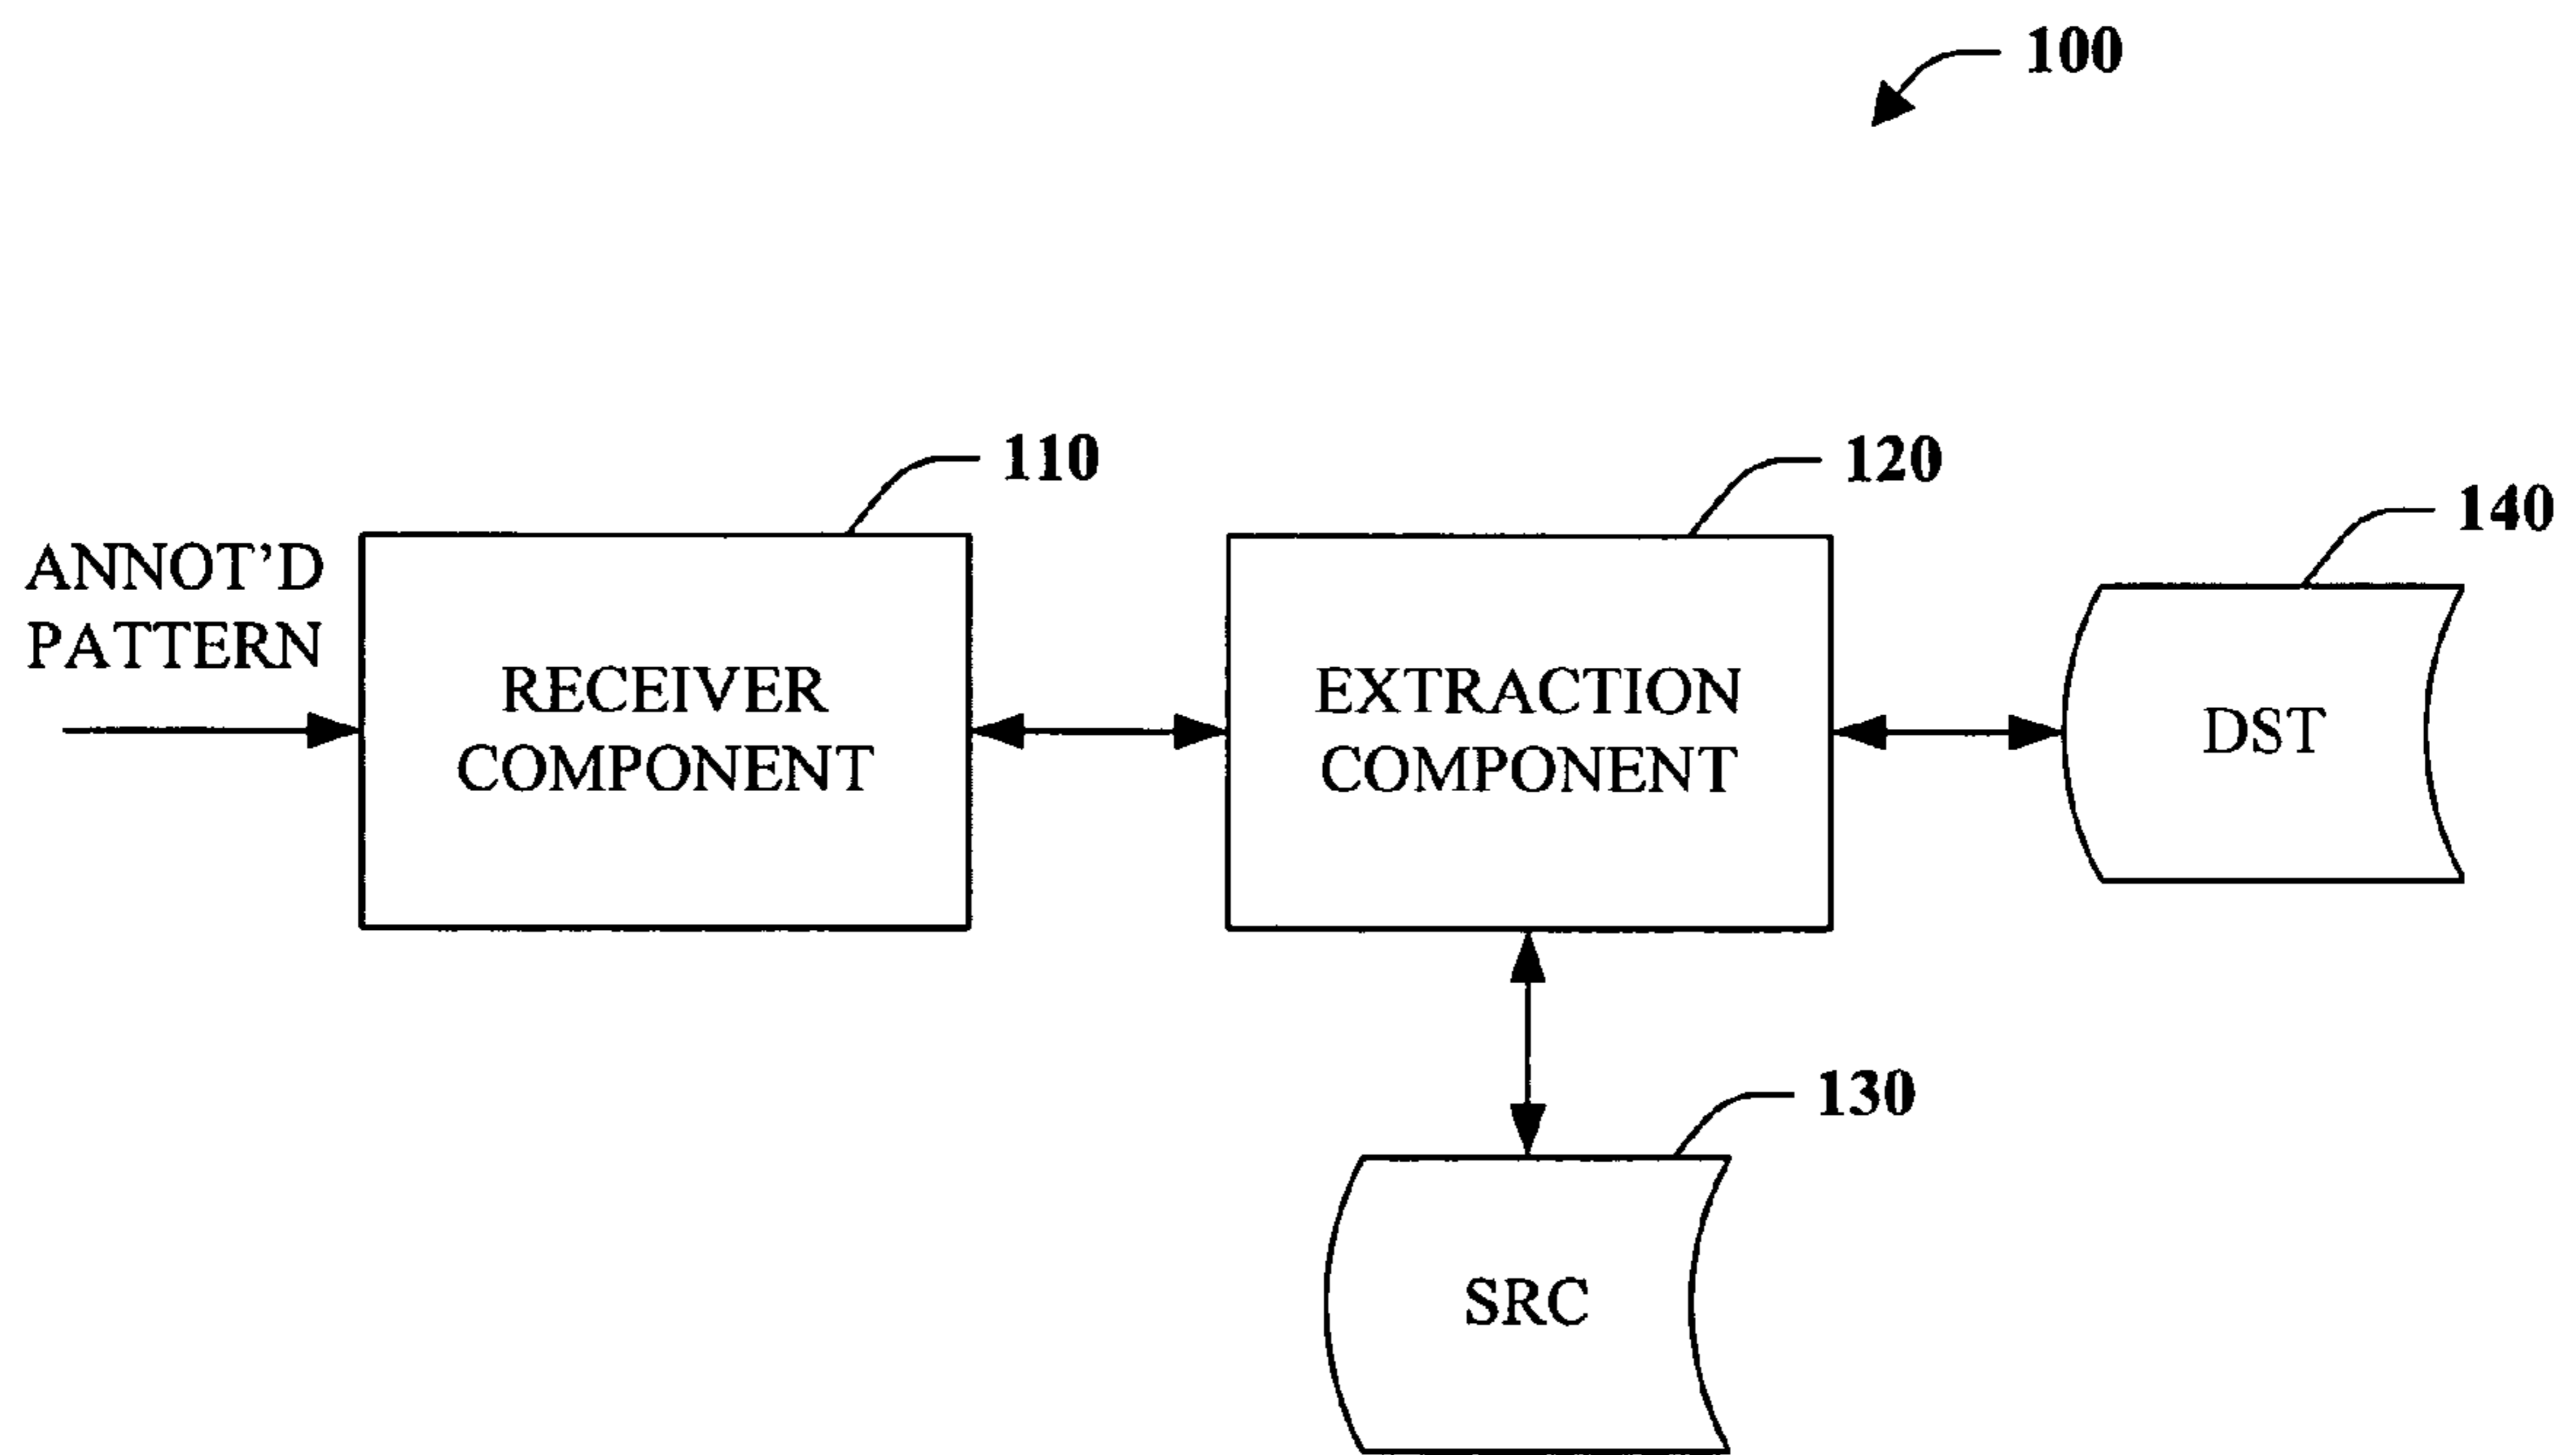 100
110
120
140
ANNOT'D
PATTERN
RECEIVER
COMPONENT
EXTRACTION
COMPONENT
DST
130
SRC